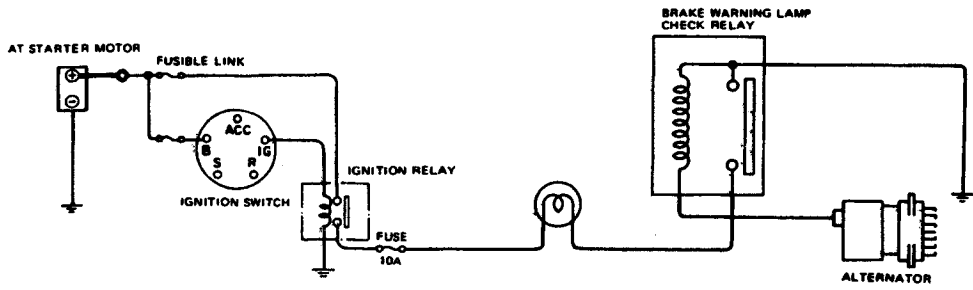 BRAKE WARNING LAMP
CHECK RELAY
AT STARTER MOTOR
FUSIBLE LINK
ACC
B
IG
S
R
IGNITION SWITCH
IGNITION RELAY
FUSE
10A
ALTERNATOR